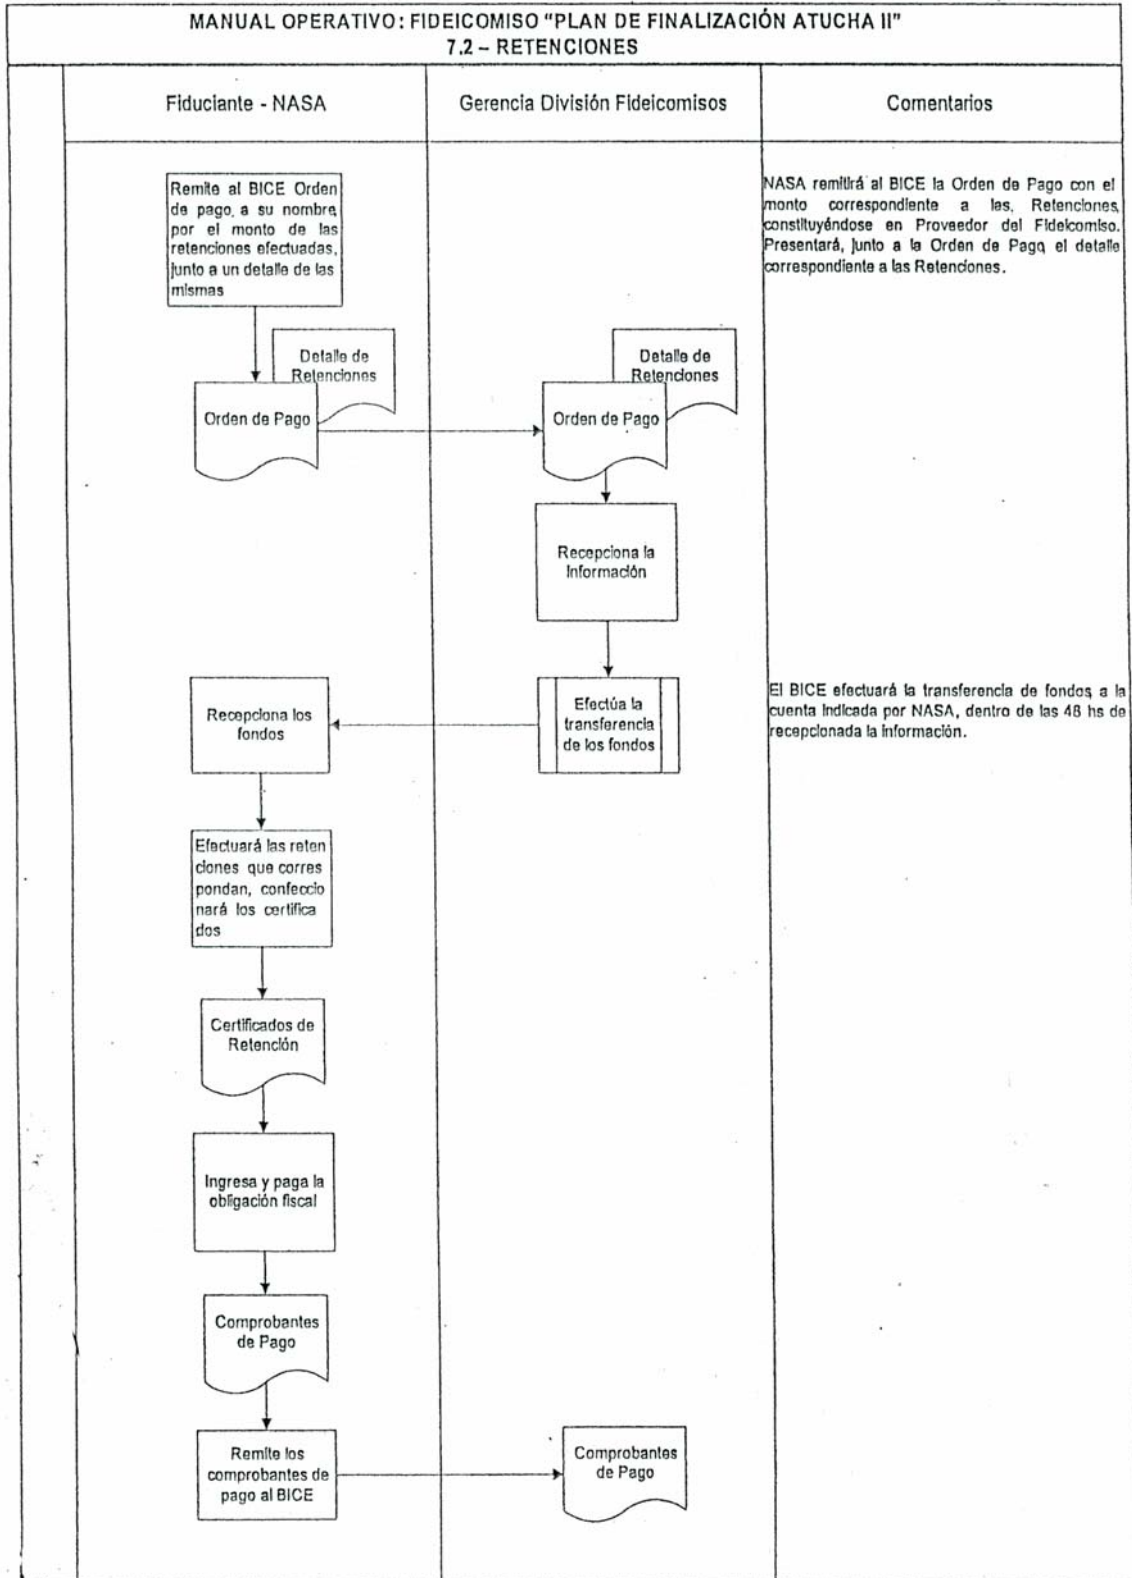 MANUAL OPERATIVO: FIDEICOMISO "PLAN DE FINALIZACIÓN ATUCHA II"
7.2 – RETENCIONES
Fiduciante - NASA
Gerencia División Fideicomisos
Comentarios
Remite al BICE Orden
de pago, a su nombre,
por el monto de las
retenciones efectuadas,
junto a un detalle de las
mismas
NASA remitirá al BICE la Orden de Pago con el
monto correspondiente a las, Retenciones,
constituyéndose en Proveedor del Fideicomiso.
Presentará, junto a la Orden de Pago, el detalle
correspondiente a las Retenciones.
Detalle de
Retenciones
Orden de Pago
Detalle de
Retenciones
Orden de Pago
Recepciona la
Información
Recepciona los
fondos
Efectúa la
transferencia
de los fondos
El BICE efectuará la transferencia de fondos, a la
cuenta indicada por NASA, dentro de las 48 hs de
recepcionada la información.
Efectuará las reten
ciones que corres
pondan, confeccio
nará los certifica
dos
Certificados de
Retención
Ingresa y paga la
obligación fiscal
Comprobantes
de Pago
Remite los
comprobantes de
pago al BICE
Comprobantes
de Pago